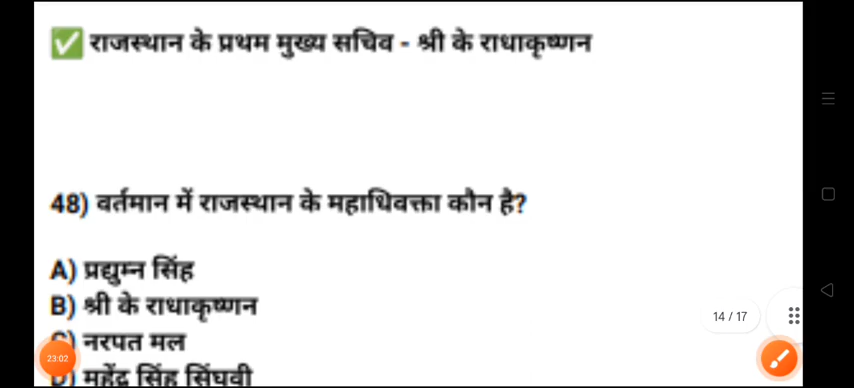 ✅ राजस्थान के प्रथम मुख्य सचिव - श्री के राधाकृष्णन
48) वर्तमान में राजस्थान के महाधिवक्ता कौन है?
A) प्रद्युम्न सिंह
B) श्री के राधाकृष्णन
14 / 17
C) नरपत मल
23:02
D) महेंद्र सिंह सिंघवी